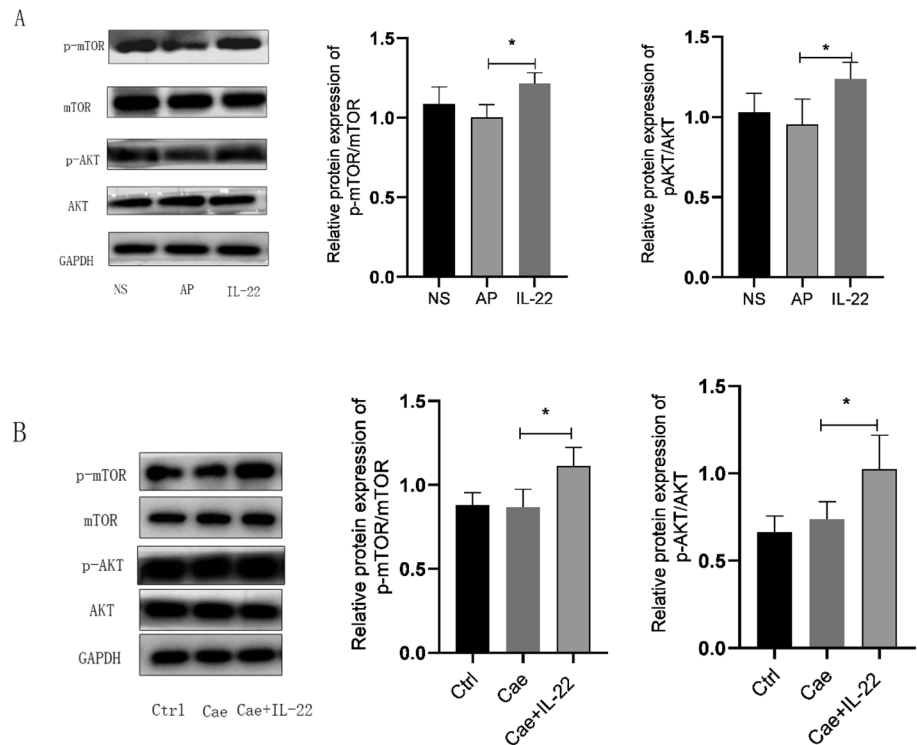 A
p-mTOR
mTOR
p-AKT
AKT
GAPDH
NS AP IL-22
Relative protein expression of
p-mTOR/mTOR
1.5
1.0
0.5
0.0
*
NS AP IL-22
Relative protein expression of
pAKT/AKT
1.5
1.0
0.5
0.0
*
NS AP IL-22
B
p-mTOR
mTOR
p-AKT
AKT
GAPDH
Ctrl Cae Cae+IL-22
Relative protein expression of
p-mTOR/mTOR
1.5
1.0
0.5
0.0
*
Ctrl
Cae
Cae+IL-22
Relative protein expression of
p-AKT/AKT
1.5
1.0
0.5
0.0
*
Ctrl
Cae
Cae+IL-22